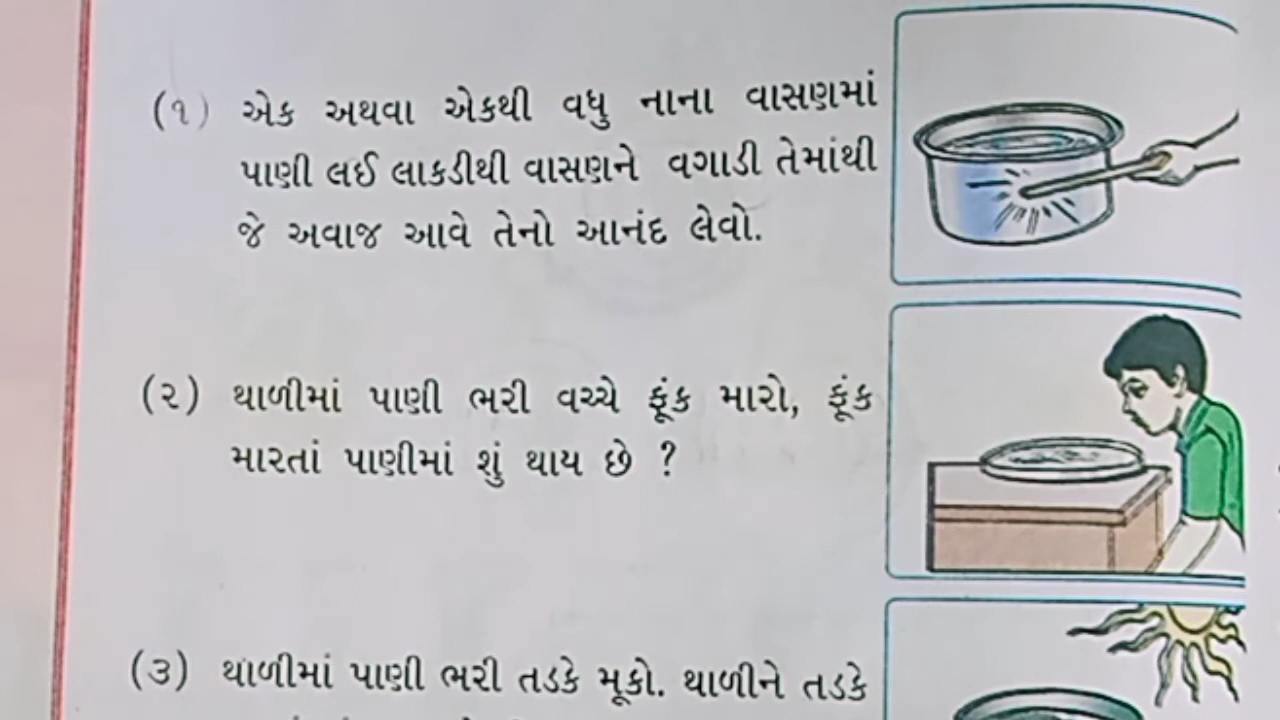 (૧) એક અથવા એકથી વધુ નાના વાસણમાં
પાણી લઈ લાકડીથી વાસણને વગાડી તેમાંથી
જે અવાજ આવે તેનો આનંદ લેવો.
(૨) થાળીમાં પાણી ભરી વચ્ચે ફૂંક મારો, ફૂંક
મારતાં પાણીમાં શું થાય છે ?
(૩) થાળીમાં પાણી ભરી તડકે મૂકો. થાળીને તડકે